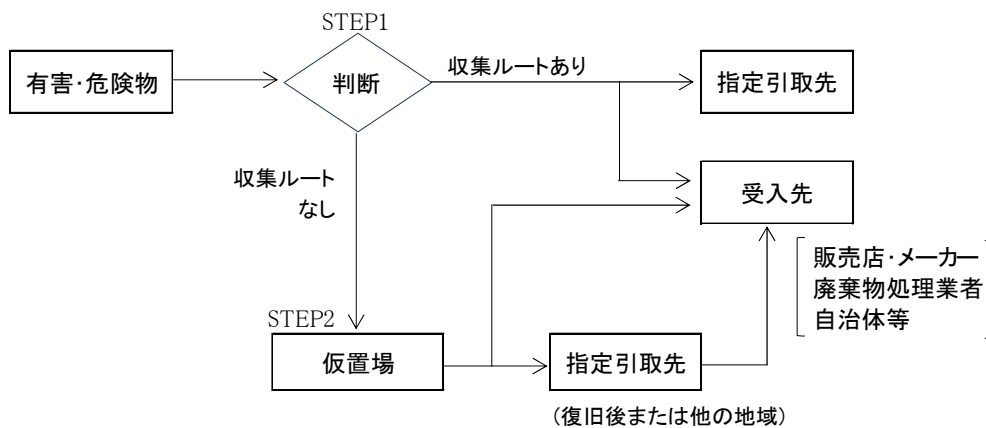 STEP1
有害・危険物
判断
収集ルートあり
指定引取先
収集ルート
なし
受入先
販売店・メーカー
廃棄物処理業者
自治体等
STEP2
仮置場
指定引取先
（復旧後または他の地域）